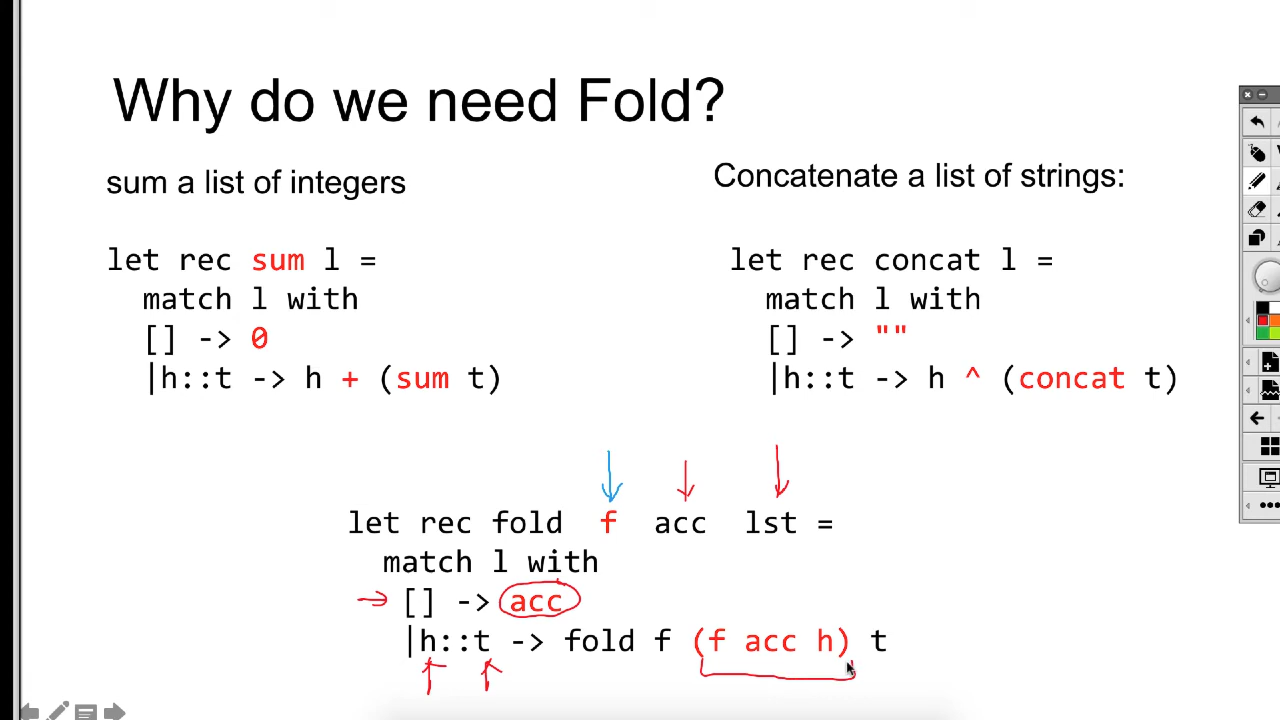 Why do we need Fold?
sum a list of integers
let rec sum l =
match l with
[] -> 0
|h::t -> h + (sum t)
Concatenate a list of strings:
let rec concat l =
match l with
[] -> ""
|h::t -> h ^ (concat t)
let rec fold f acc lst =
match l with
[] -> acc
|h::t -> fold f (f acc h) t